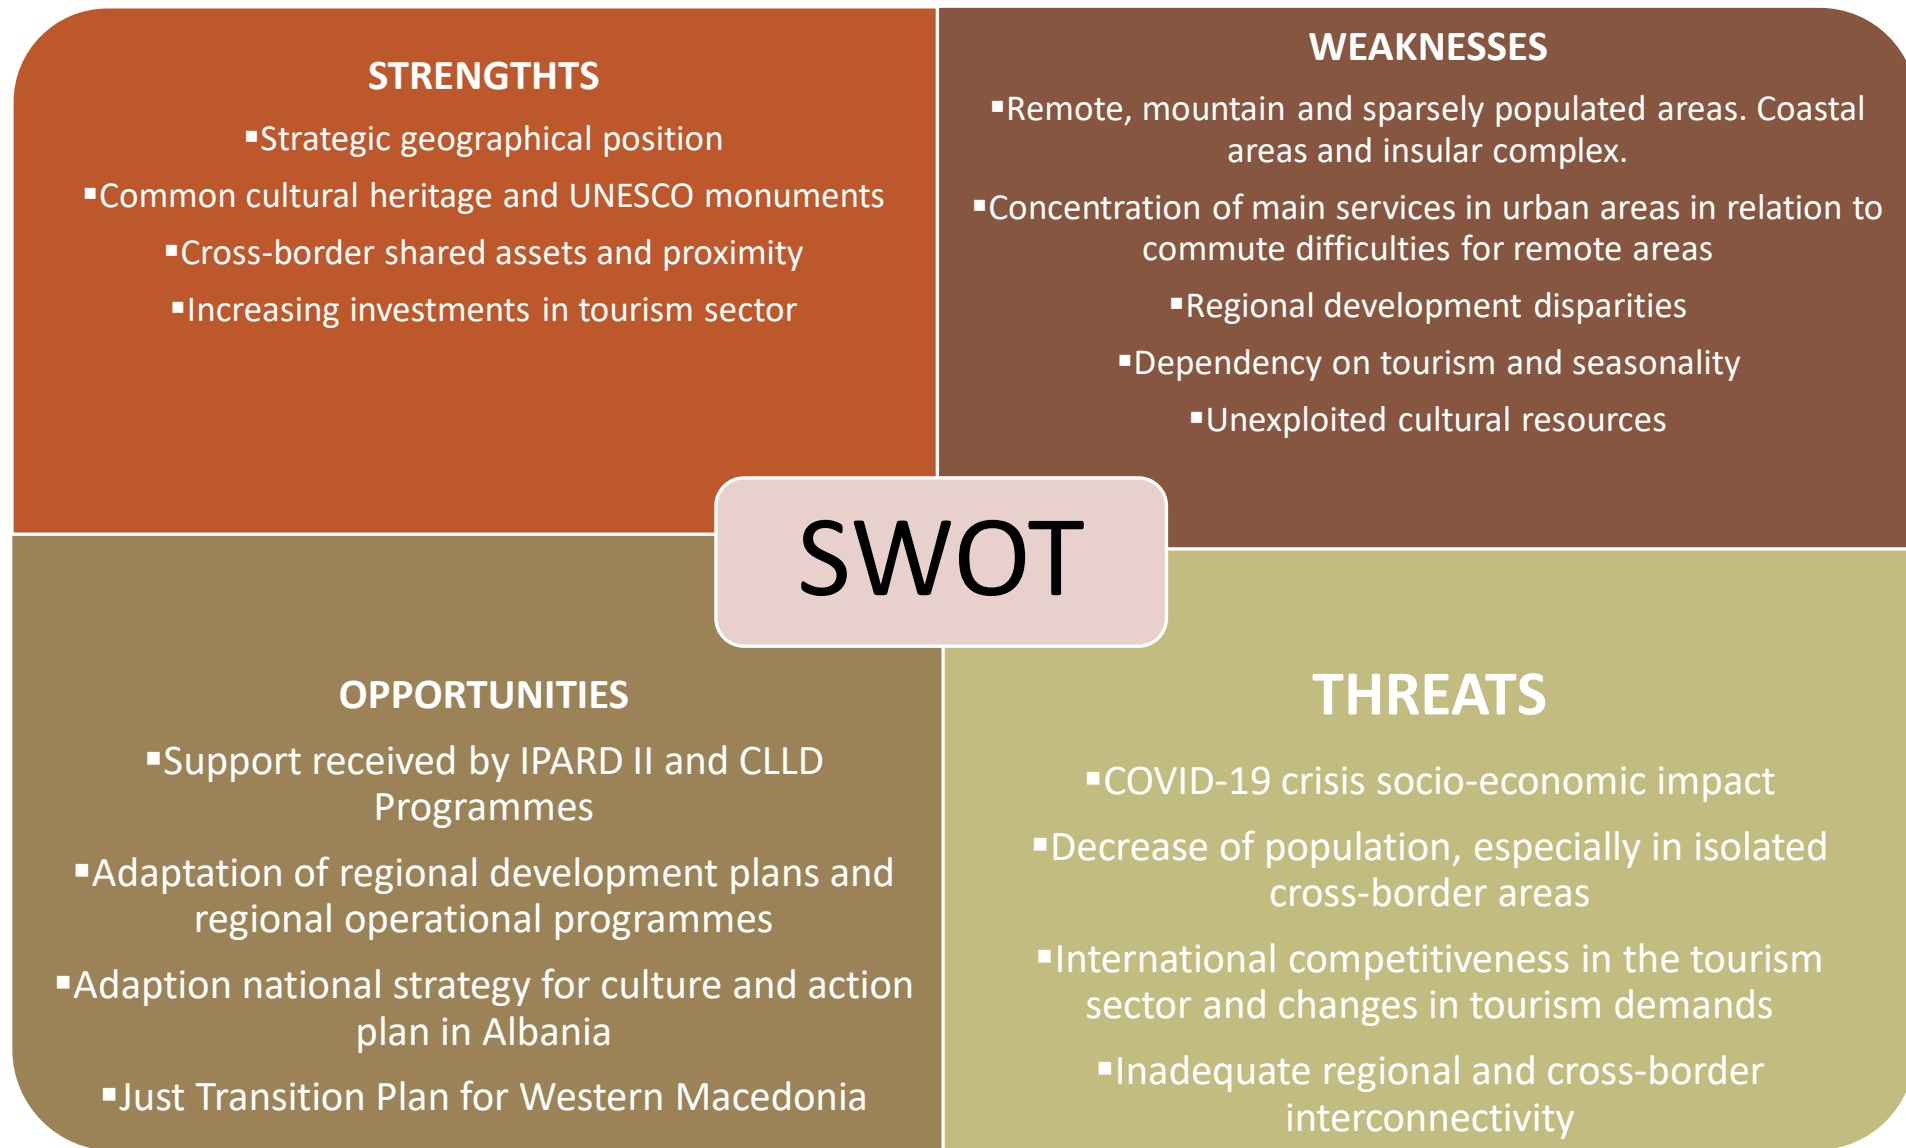 STRENGTHTS
▪Strategic geographical position
▪Common cultural heritage and UNESCO monuments
▪Cross-border shared assets and proximity
▪Increasing investments in tourism sector
WEAKNESSES
▪Remote, mountain and sparsely populated areas. Coastal
areas and insular complex.
▪Concentration of main services in urban areas in relation to
commute difficulties for remote areas
▪Regional development disparities
▪Dependency on tourism and seasonality
▪Unexploited cultural resources
SWOT
OPPORTUNITIES
▪Support received by IPARD II and CLLD
Programmes
▪Adaptation of regional development plans and
regional operational programmes
▪Adaption national strategy for culture and action
plan in Albania
▪Just Transition Plan for Western Macedonia
THREATS
▪COVID-19 crisis socio-economic impact
▪Decrease of population, especially in isolated
cross-border areas
▪International competitiveness in the tourism
sector and changes in tourism demands
▪Inadequate regional and cross-border
interconnectivity